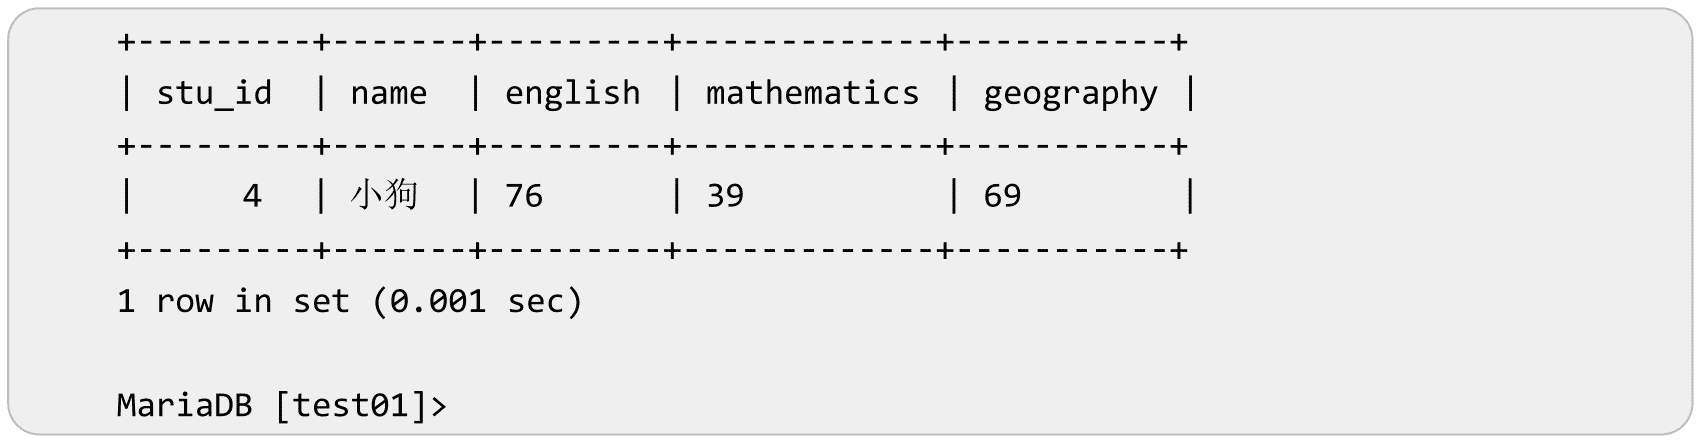 +---------+-------+---------+-------------+-----------+
| stu_id  | name  | english | mathematics | geography |
+---------+-------+---------+-------------+-----------+
|      4  | 小狗  | 76      | 39          | 69        |
+---------+-------+---------+-------------+-----------+
1 row in set (0.001 sec)

MariaDB [test01]>